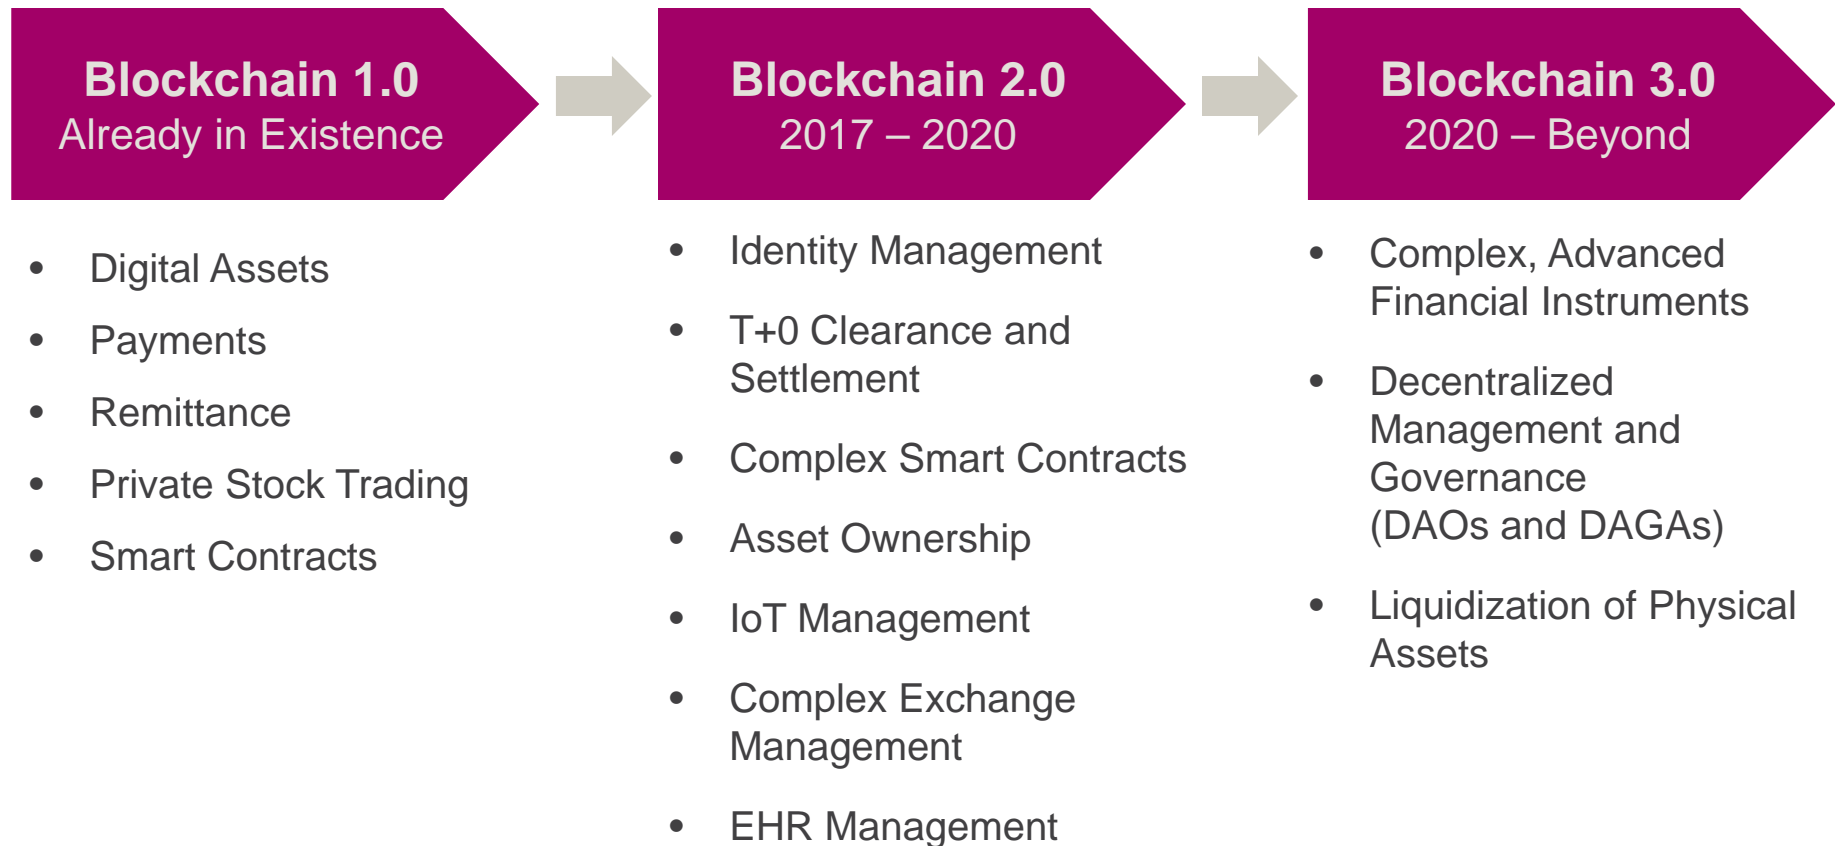 Blockchain 1.0
Already in Existence
• Digital Assets
• Payments
• Remittance
• Private Stock Trading
• Smart Contracts
Blockchain 2.0
2017 – 2020
• Identity Management
• T+0 Clearance and
Settlement
• Complex Smart Contracts
• Asset Ownership
• IoT Management
• Complex Exchange
Management
• EHR Management
Blockchain 3.0
2020 – Beyond
• Complex, Advanced
Financial Instruments
• Decentralized
Management and
Governance
(DAOs and DAGAs)
• Liquidization of Physical
Assets